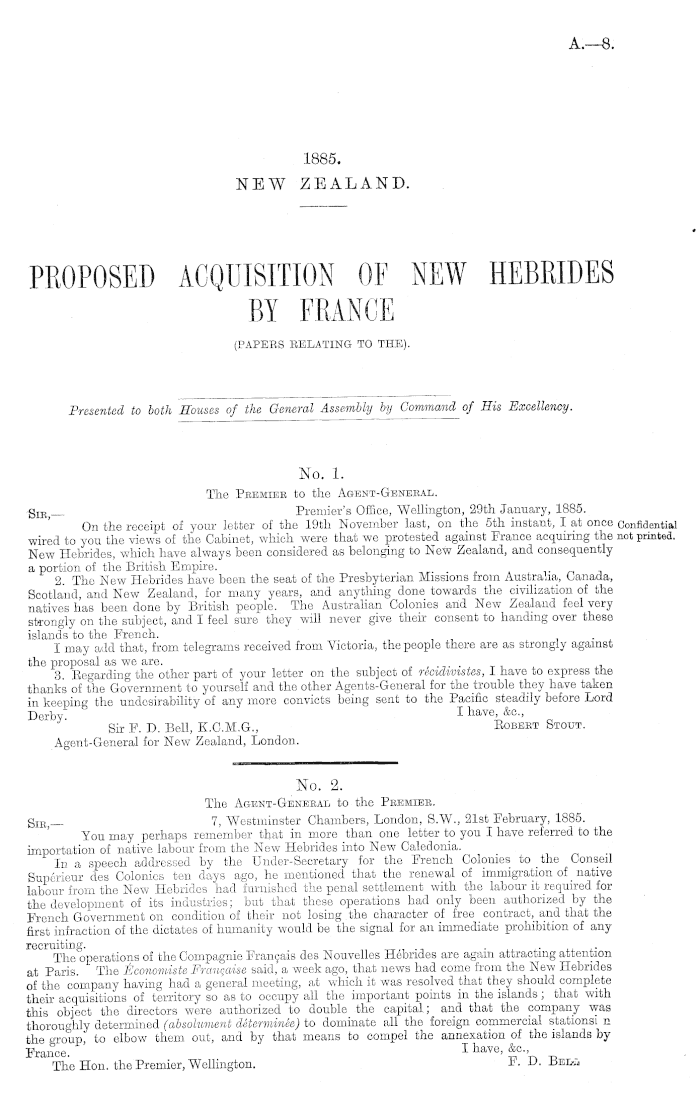 A.—8.
1885.
NEW ZEALAND.
PROPOSED ACQUISITION OF NEW HEBRIDES
BY FRANCE
(PAPERS RELATING TO THE).
Presented to both Houses of the General Assembly by Command of His Excellency.
No. 1.
The PREMIER to the AGENT-GENERAL.
SIR,— Premier's Office, Wellington, 29th January, 1885.
On the receipt of your letter of the 19th November last, on the 5th instant, I at once Confidential
wired to you the views of the Cabinet, which were that we protested against France acquiring the not printed.
New Hebrides, which have always been considered as belonging to New Zealand, and consequently
a portion of the British Empire.
2. The New Hebrides have been the seat of the Presbyterian Missions from Australia, Canada,
Scotland, and New Zealand, for many years, and anything done towards the civilization of the
natives has been done by British people. The Australian Colonies and New Zealand feel very
strongly on the subject, and I feel sure they will never give their consent to handing over these
islands to the French.
I may add that, from telegrams received from Victoria, the people there are as strongly against
the proposal as we are.
3. Regarding the other part of your letter on the subject of récidivistes, I have to express the
thanks of the Government to yourself and the other Agents-General for the trouble they have taken
in keeping the undesirability of any more convicts being sent to the Pacific steadily before Lord
Derby. I have, &c.,
Sir F. D. Bell, K.C.M.G., ROBERT STOUT.
Agent-General for New Zealand, London.
No. 2.
The AGENT-GENERAL to the PREMIER.
SIR,— 7, Westminster Chambers, London, S.W., 21st February, 1885.
You may perhaps remember that in more than one letter to you I have referred to the
importation of native labour from the New Hebrides into New Caledonia.
In a speech addressed by the Under-Secretary for the French Colonies to the Conseil
Supérieur des Colonies ten days ago, he mentioned that the renewal of immigration of native
labour from the New Hebrides had furnished the penal settlement with the labour it required for
the development of its industries; but that these operations had only been authorized by the
French Government on condition of their not losing the character of free contract, and that the
first infraction of the dictates of humanity would be the signal for an immediate prohibition of any
recruiting.
The operations of the Compagnie Français des Nouvelles Hébrides are again attracting attention
at Paris. The Économiste Française said, a week ago, that news had come from the New Hebrides
of the company having had a general meeting, at which it was resolved that they should complete
their acquisitions of territory so as to occupy all the important points in the islands; that with
this object the directors were authorized to double the capital; and that the company was
thoroughly determined (absolument déterminée) to dominate all the foreign commercial stationsi n
the group, to elbow them out, and by that means to compel the annexation of the islands by
France. I have, &c.,
The Hon. the Premier, Wellington. F. D. BELL